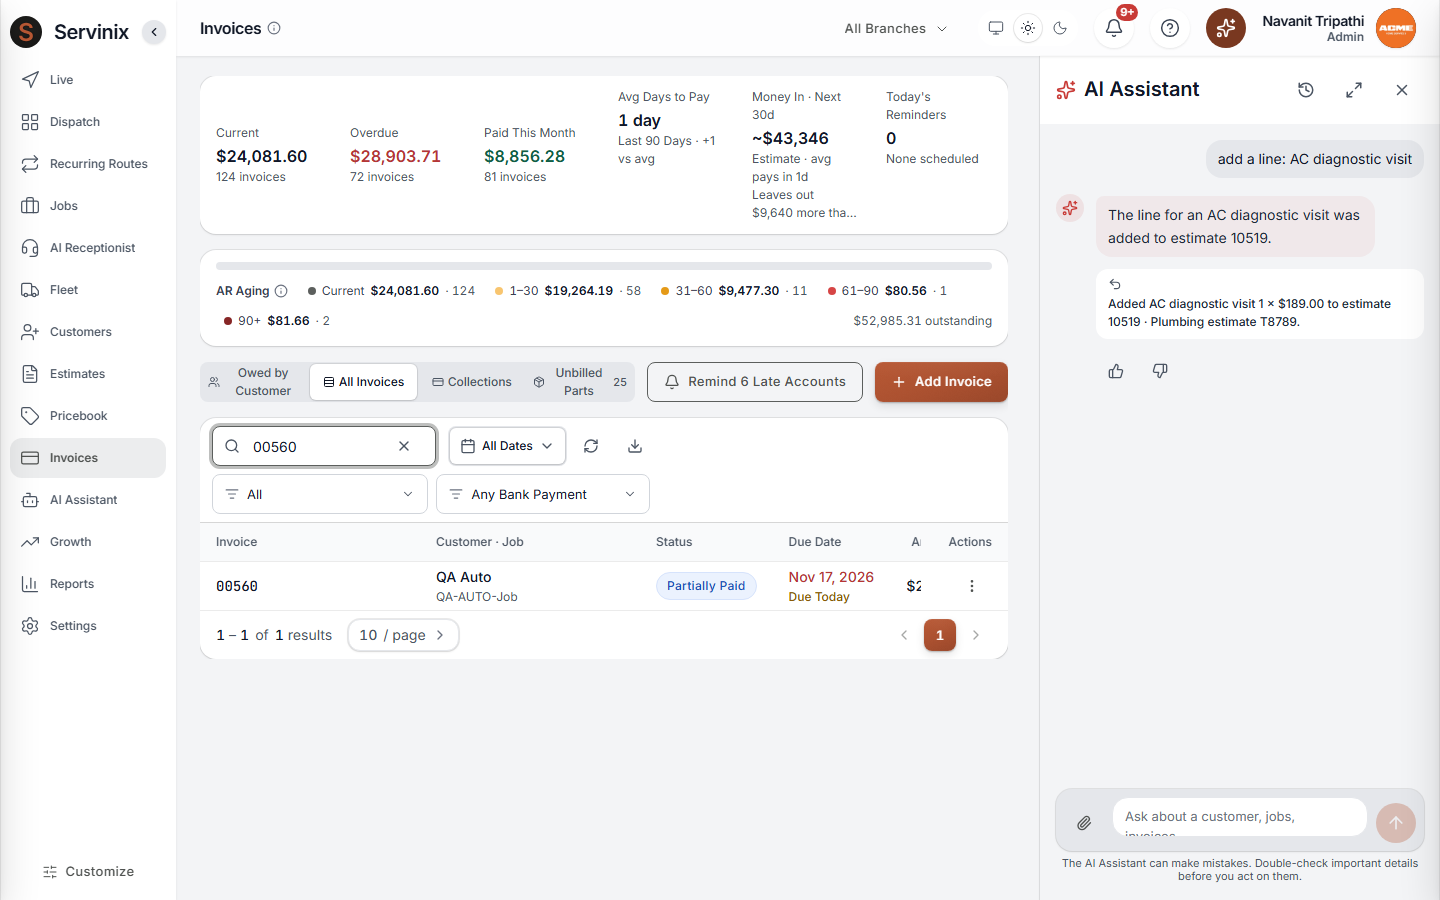 Servinix
Live
Dispatch
Recurring Routes
Jobs
AI Receptionist
Fleet
Customers
Estimates
Pricebook
Invoices
AI Assistant
Growth
Reports
Settings
Customize
Invoices
All Branches
9+
Navanit Tripathi
Admin
ACME
Current
$24,081.60
124 invoices
Overdue
$28,903.71
72 invoices
Paid This Month
$8,856.28
81 invoices
Avg Days to Pay
1 day
Last 90 Days · +1
vs avg
Money In · Next
30d
~$43,346
Estimate · avg
pays in 1d
Leaves out
$9,640 more tha...
Today's
Reminders
0
None scheduled
AR Aging
Current $24,081.60 · 124
1–30 $19,264.19 · 58
31–60 $9,477.30 · 11
61–90 $80.56 · 1
90+ $81.66 · 2
$52,985.31 outstanding
Owed by
Customer
All Invoices
Collections
Unbilled
Parts
25
Remind 6 Late Accounts
Add Invoice
00560
All Dates
All
Any Bank Payment
Invoice
Customer · Job
Status
Due Date
Actions
00560
QA Auto
QA-AUTO-Job
Partially Paid
Nov 17, 2026
Due Today
$2
1 – 1 of 1 results
10 / page
1
AI Assistant
add a line: AC diagnostic visit
The line for an AC diagnostic visit was
added to estimate 10519.
Added AC diagnostic visit 1 × $189.00 to estimate
10519 · Plumbing estimate T8789.
Ask about a customer, jobs,
invoices
The AI Assistant can make mistakes. Double-check important details
before you act on them.